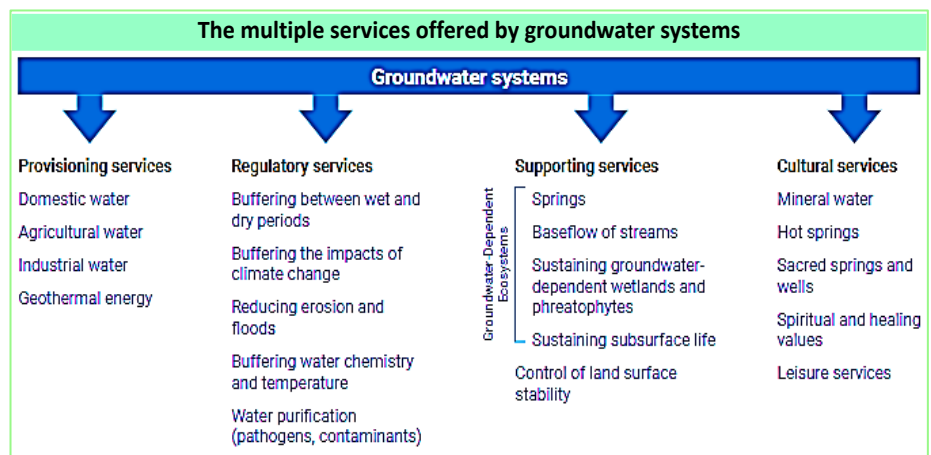 The multiple services offered by groundwater systems
Groundwater systems
Provisioning services
Domestic water
Agricultural water
Industrial water
Geothermal energy
Regulatory services
Buffering between wet and
dry periods
Buffering the impacts of
climate change
Reducing erosion and
floods
Buffering water chemistry
and temperature
Water purification
(pathogens, contaminants)
Supporting services
Groundwater-Dependent
Ecosystems
Springs
Baseflow of streams
Sustaining groundwater-
dependent wetlands and
phreatophytes
Sustaining subsurface life
Control of land surface
stability
Cultural services
Mineral water
Hot springs
Sacred springs and
wells
Spiritual and healing
values
Leisure services